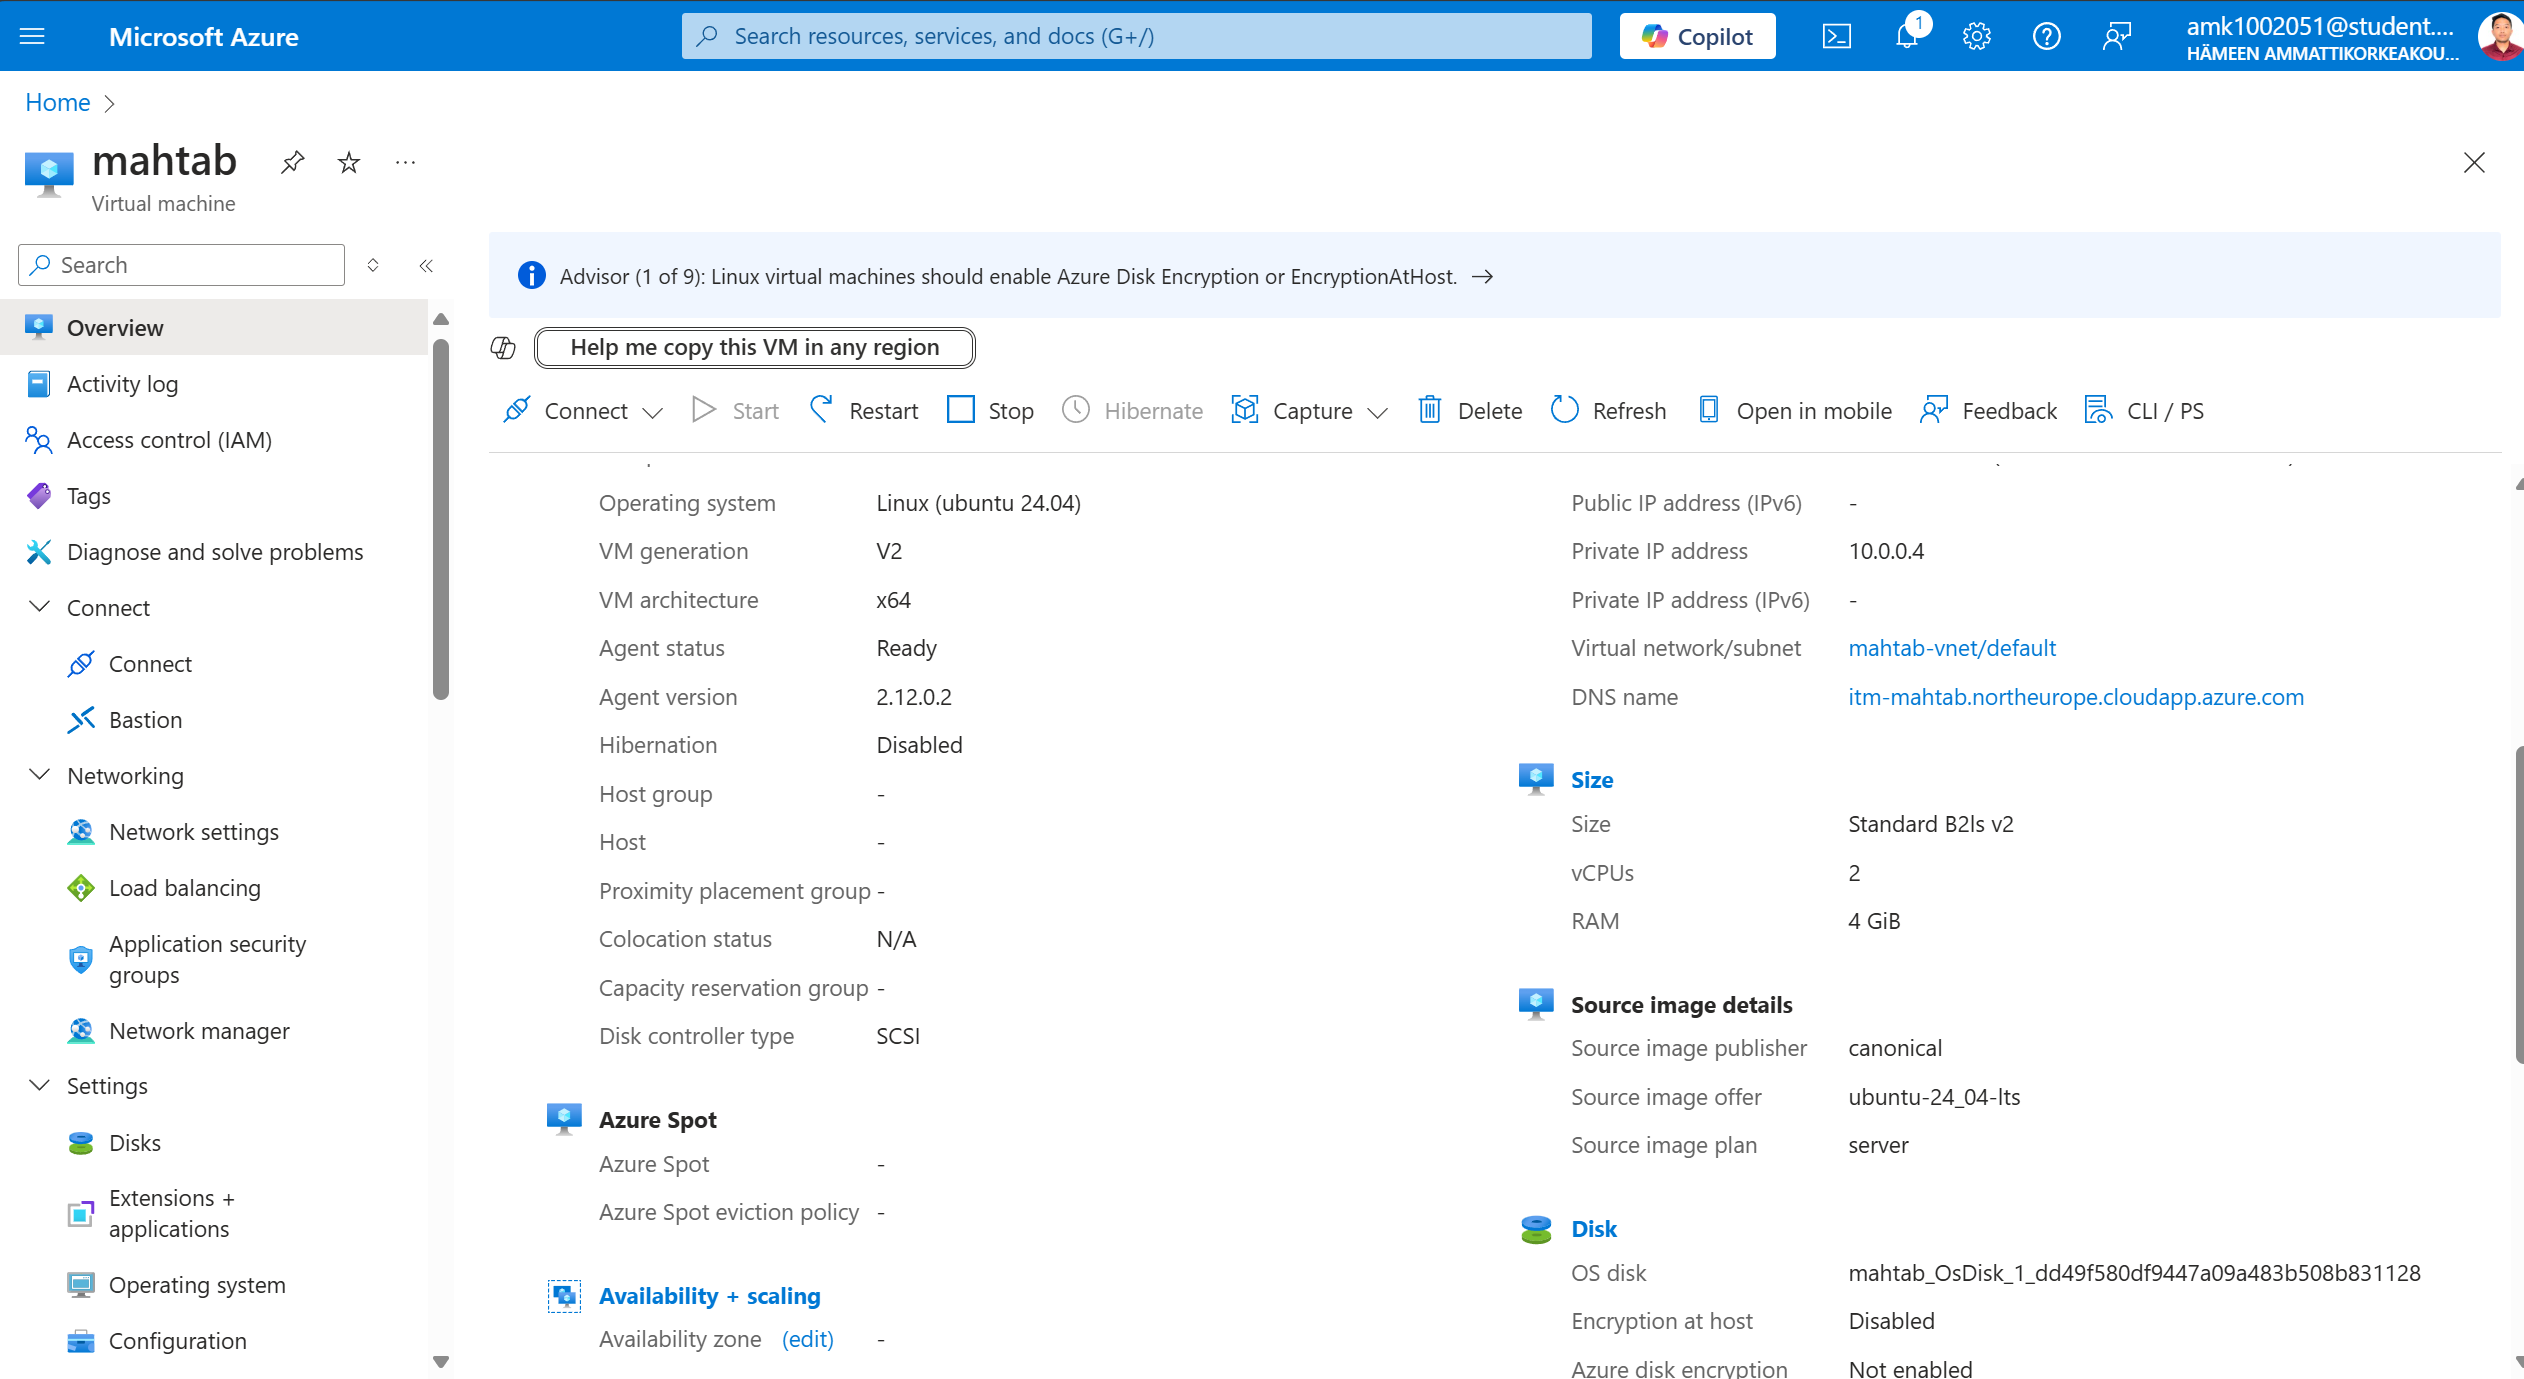 Microsoft Azure
Search resources, services, and docs (G+/)
Copilot
1
amk1002051@student....
HÄMEEN AMMATTIKORKEAKOU...
Home
mahtab
Virtual machine
Search
Overview
Activity log
Access control (IAM)
Tags
Diagnose and solve problems
Connect
Connect
Bastion
Networking
Network settings
Load balancing
Application security
groups
Network manager
Settings
Disks
Extensions +
applications
Operating system
Configuration
Advisor (1 of 9): Linux virtual machines should enable Azure Disk Encryption or EncryptionAtHost.
Help me copy this VM in any region
Connect Start Restart Stop Hibernate Capture Delete Refresh Open in mobile Feedback CLI / PS
Operating system Linux (ubuntu 24.04)
VM generation V2
VM architecture x64
Agent status Ready
Agent version 2.12.0.2
Hibernation Disabled
Host group -
Host -
Proximity placement group -
Colocation status N/A
Capacity reservation group -
Disk controller type SCSI
Azure Spot
Azure Spot -
Azure Spot eviction policy -
Availability + scaling
Availability zone (edit) -
Public IP address (IPv6) -
Private IP address 10.0.0.4
Private IP address (IPv6) -
Virtual network/subnet mahtab-vnet/default
DNS name itm-mahtab.northeurope.cloudapp.azure.com
Size
Size Standard B2ls v2
vCPUs 2
RAM 4 GiB
Source image details
Source image publisher canonical
Source image offer ubuntu-24_04-lts
Source image plan server
Disk
OS disk mahtab_OsDisk_1_dd49f580df9447a09a483b508b831128
Encryption at host Disabled
Azure disk encryption Not enabled